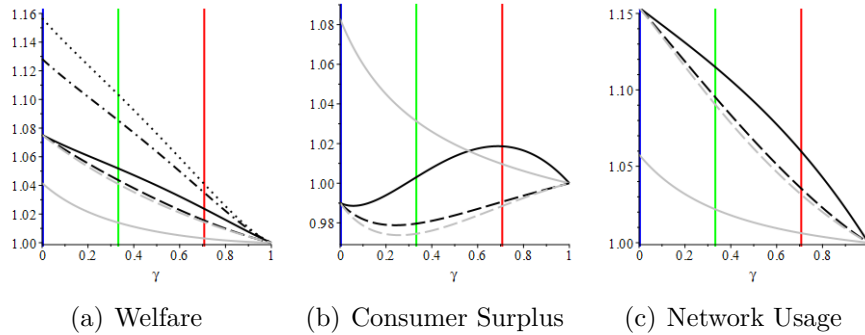 1.16
1.14
1.12
1.10
1.08
1.06
1.04
1.02
1.00
0 0.2 0.4 0.6 0.8 1
γ
(a) Welfare
1.08
1.06
1.04
1.02
1.00
0.98
0 0.2 0.4 0.6 0.8 1
γ
(b) Consumer Surplus
1.15
1.10
1.05
1.00
0 0.2 0.4 0.6 0.8
γ
(c) Network Usage